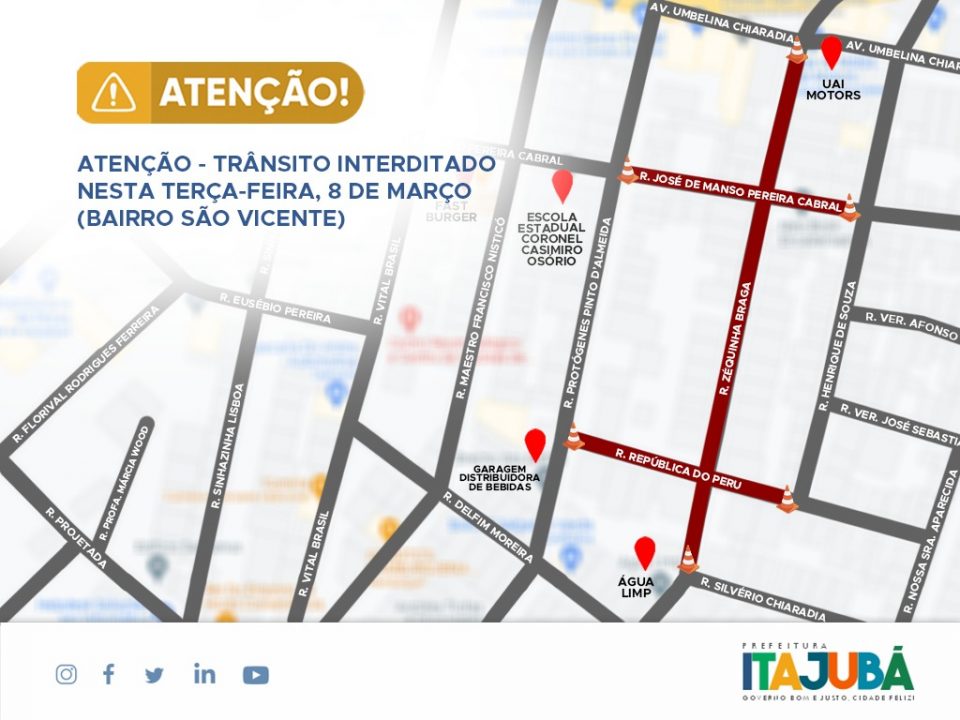 ATENÇÃO!
ATENÇÃO - TRÂNSITO INTERDITADO
NESTA TERÇA-FEIRA, 8 DE MARÇO
(BAIRRO SÃO VICENTE)
AV. UMBELINA CHIARADIA
AV. UMBELINA CHIAR
UAI
MOTORS
PEREIRA CABRAL
R. JOSÉ DE MANSO PEREIRA CABRAL
FAST
BURGER
ESCOLA
ESTADUAL
CORONEL
CASIMIRO
OSÓRIO
R. EUSÉBIO PEREIRA
R. VITAL BRASIL
R. MAESTRO FRANCISCO NISTICÓ
R. PROTÓGENES PINTO D'ALMEIDA
R. ZÉQUINHA BRAGA
R. HENRIQUE DE SOUZA
R. VER. AFONSO
R. FLORIVAL RODRIGUES FERREIRA
R. SINHAZINHA LISBOA
R. VER. JOSÉ SEBASTIA
R. PROFA. MÁRCIA WOOD
GARAGEM
DISTRIBUIDORA
DE BEBIDAS
R. REPÚBLICA DO PERU
R. PROJETADA
R. VITAL BRASIL
R. DELFIM MOREIRA
R. NOSSA SRA. APARECIDA
ÁGUA
LIMP
R. SILVÉRIO CHIARADIA
PREFEITURA
ITAJUBÁ
GOVERNO BOM E JUSTO, CIDADE FELIZ!